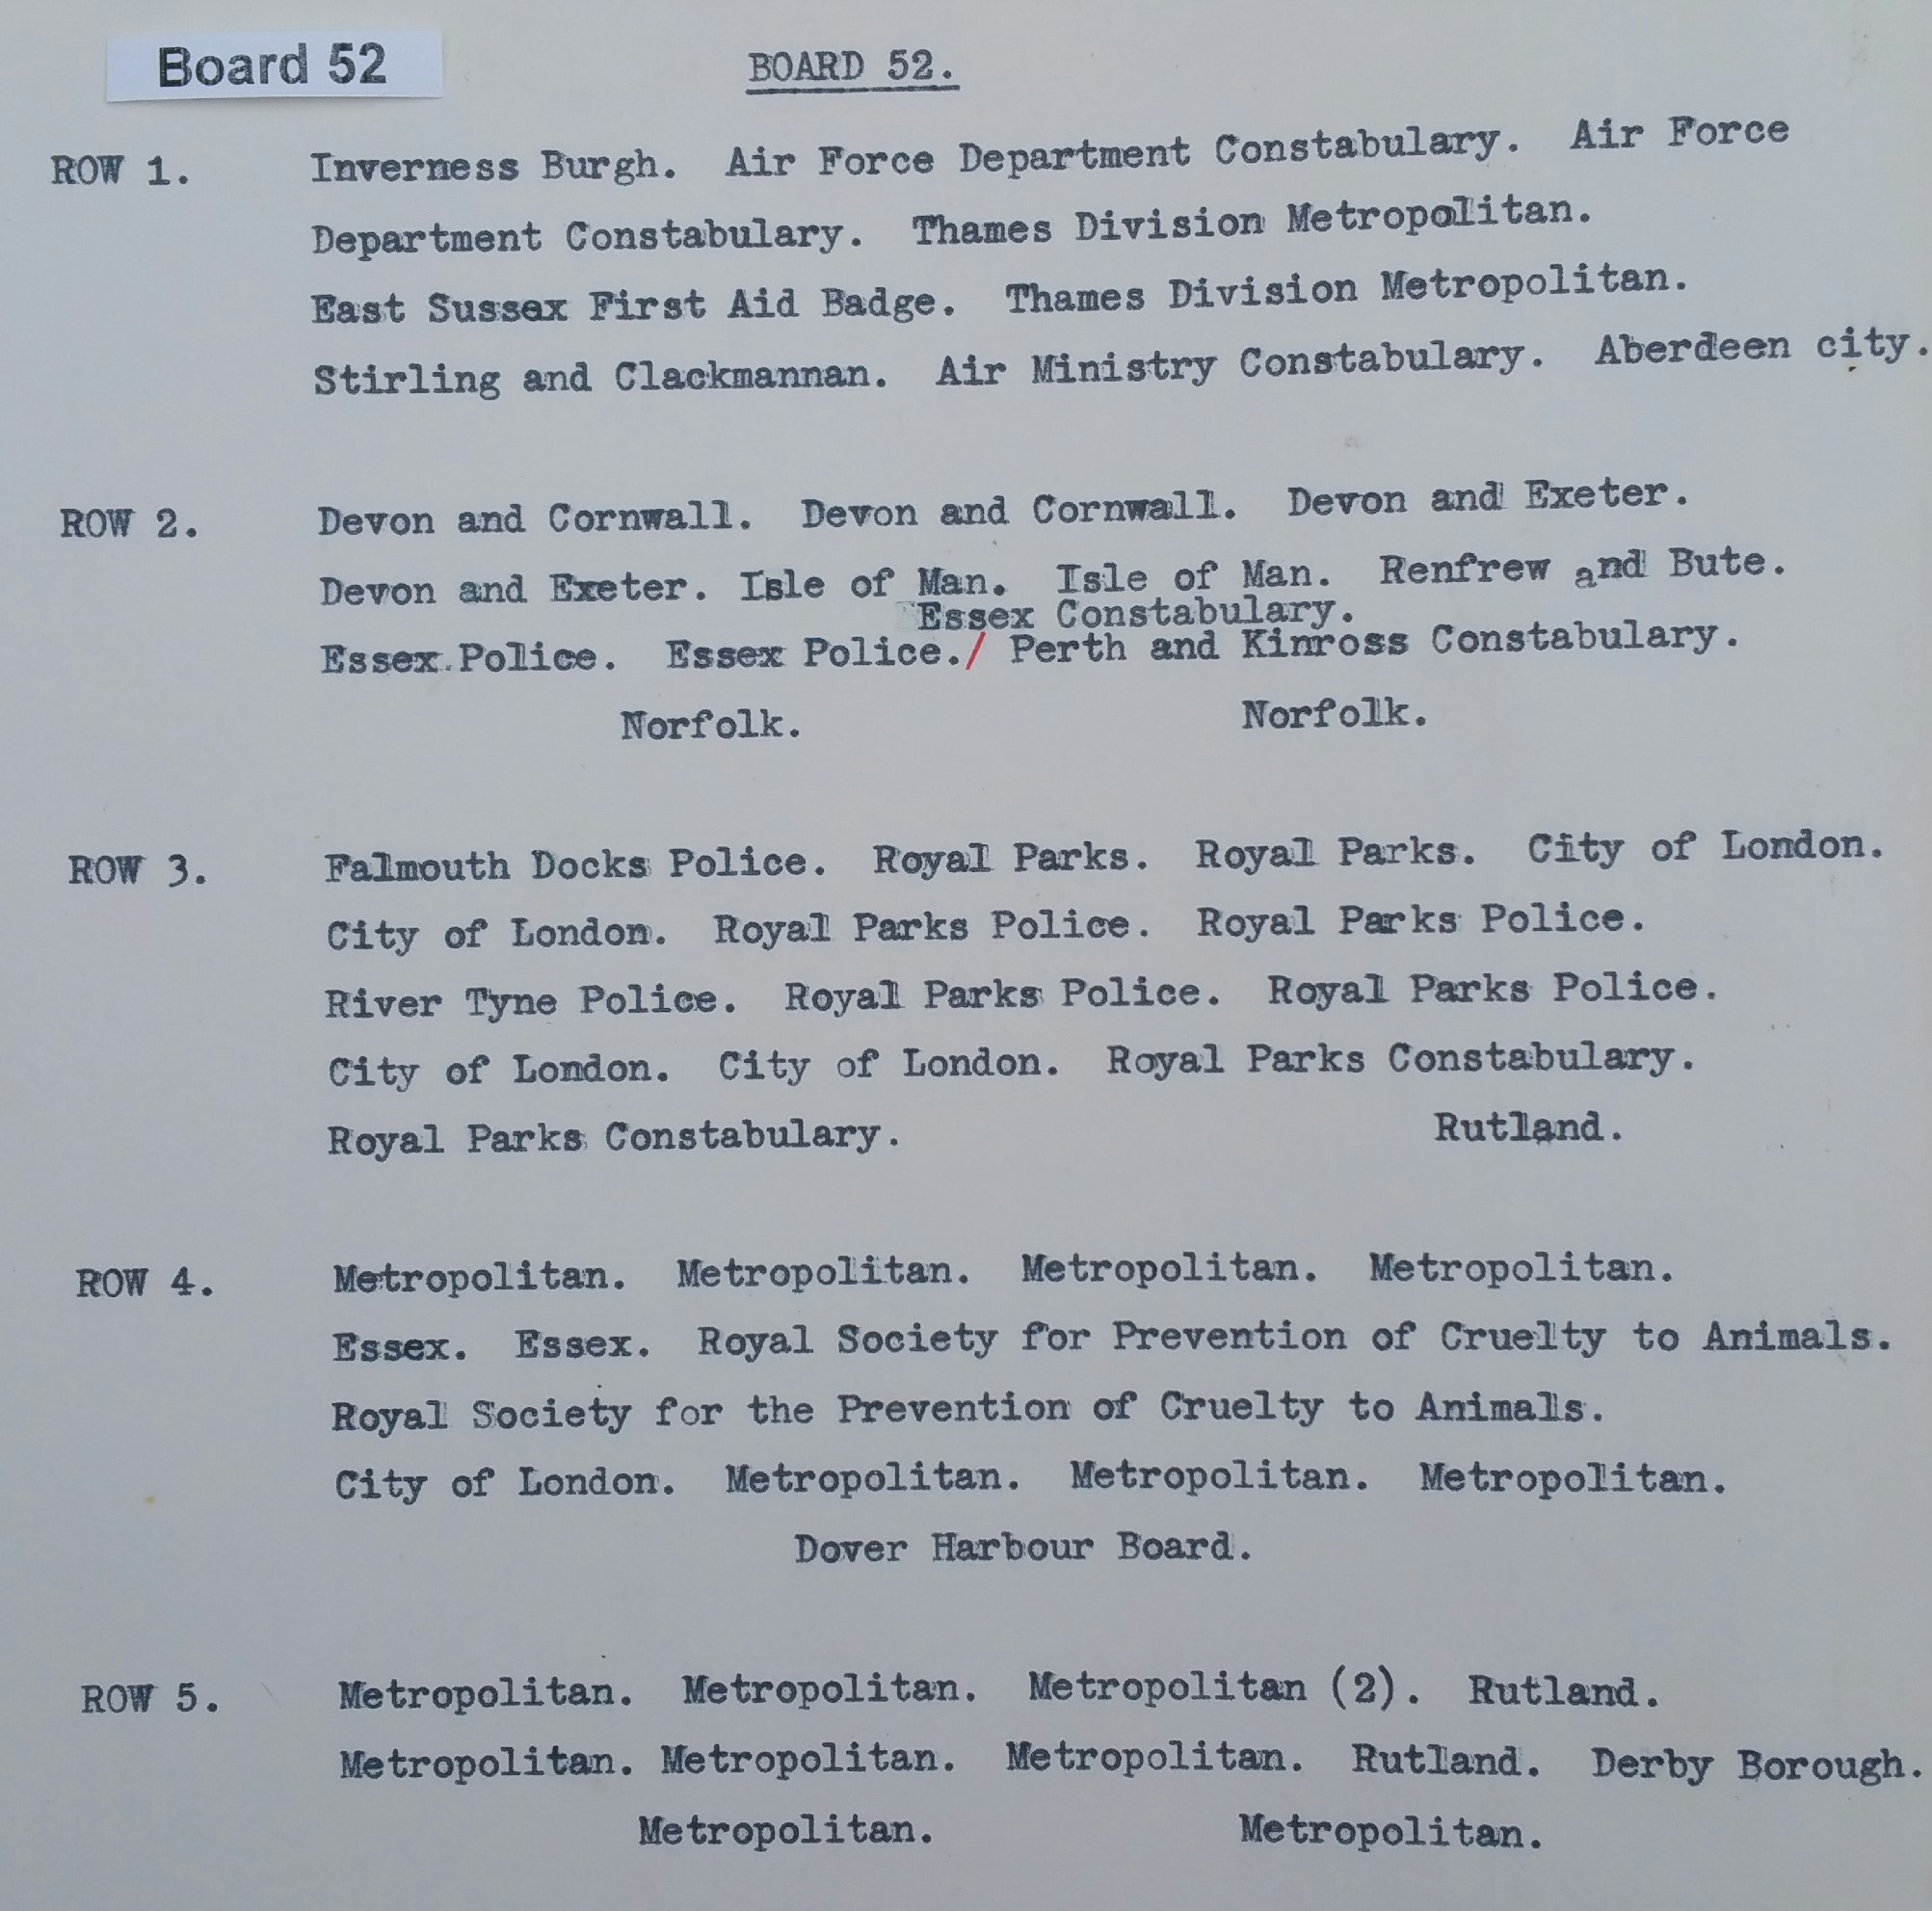 Board 52
BOARD 52.
ROW 1. Inverness Burgh. Air Force Department Constabulary. Air Force
Department Constabulary. Thames Division Metropolitan.
East Sussex First Aid Badge. Thames Division Metropolitan.
Stirling and Clackmannan. Air Ministry Constabulary. Aberdeen city.
ROW 2. Devon and Cornwall. Devon and Cornwall. Devon and Exeter.
Devon and Exeter. Isle of Man. Isle of Man. Renfrew and Bute.
Essex Constabulary.
Essex Police. Essex Police./ Perth and Kinross Constabulary.
Norfolk. Norfolk.
ROW 3. Falmouth Docks Police. Royal Parks. Royal Parks. City of London.
City of London. Royal Parks Police. Royal Parks Police.
River Tyne Police. Royal Parks Police. Royal Parks Police.
City of London. City of London. Royal Parks Constabulary.
Royal Parks Constabulary. Rutland.
ROW 4. Metropolitan. Metropolitan. Metropolitan. Metropolitan.
Essex. Essex. Royal Society for Prevention of Cruelty to Animals.
Royal Society for the Prevention of Cruelty to Animals.
City of London. Metropolitan. Metropolitan. Metropolitan.
Dover Harbour Board.
ROW 5. Metropolitan. Metropolitan. Metropolitan (2). Rutland.
Metropolitan. Metropolitan. Metropolitan. Rutland. Derby Borough.
Metropolitan. Metropolitan.